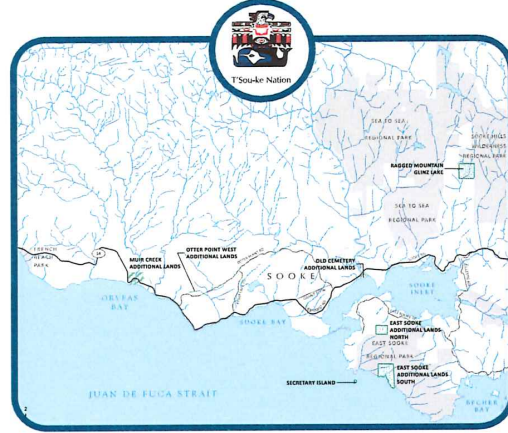 T'Sou-ke Nation
SEA TO SEA
REGIONAL PARK
SOOKE HILLS
WILDERNESS
REGIONAL PARK
RAGGED MOUNTAIN
GLINZ LAKE
SEA TO SEA
REGIONAL PARK
FRENCH
BEACH
PARK
14
MUIR CREEK
ADDITIONAL LANDS
OTTER POINT WEST
ADDITIONAL LANDS
OLD CEMETERY
ADDITIONAL LANDS
SOOKE
ORVEAS
BAY
SOOKE BAY
SOOKE
INLET
EAST SOOKE
ADDITIONAL LANDS
NORTH
EAST SOOKE
REGIONAL PARK
EAST SOOKE
ADDITIONAL LANDS
SOUTH
SECRETARY ISLAND
JUAN DE FUCA STRAIT
BECHER
BAY
2